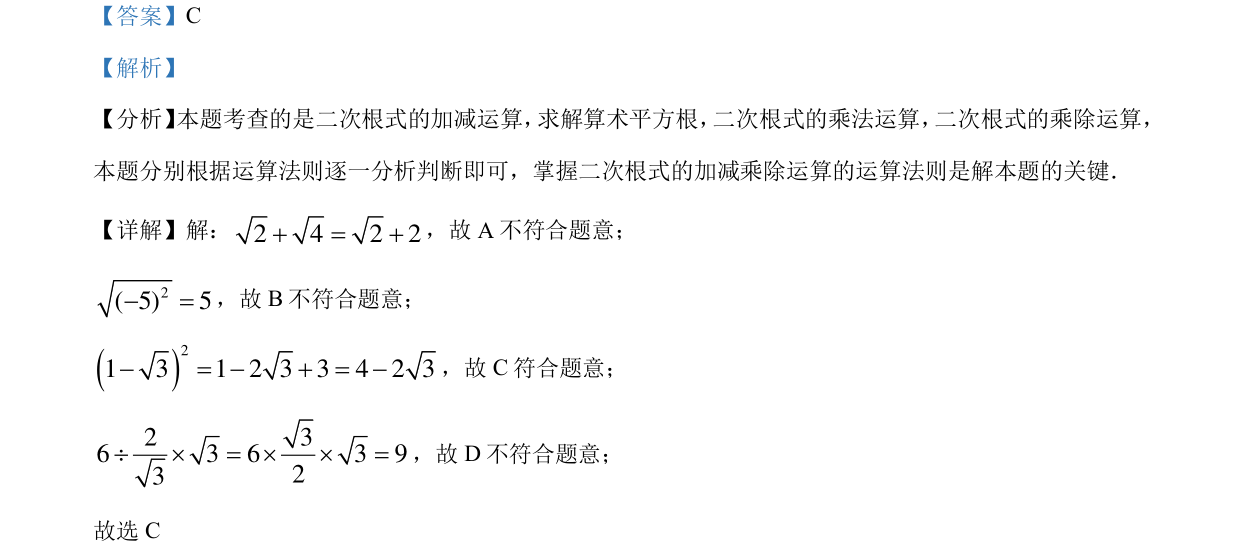 【答案】C
【解析】
【分析】本题考查的是二次根式的加减运算，求解算术平方根，二次根式的乘法运算，二次根式的乘除运算，
本题分别根据运算法则逐一分析判断即可，掌握二次根式的加减乘除运算的运算法则是解本题的关键．
【详解】解：√2+√4=√2+2，故 A 不符合题意；
√((−5)²)=5，故 B 不符合题意；
(1−√3)²=1−2√3+3=4−2√3，故 C 符合题意；
6÷2/√3×√3=6×√3/2×√3=9，故 D 不符合题意；
故选 C